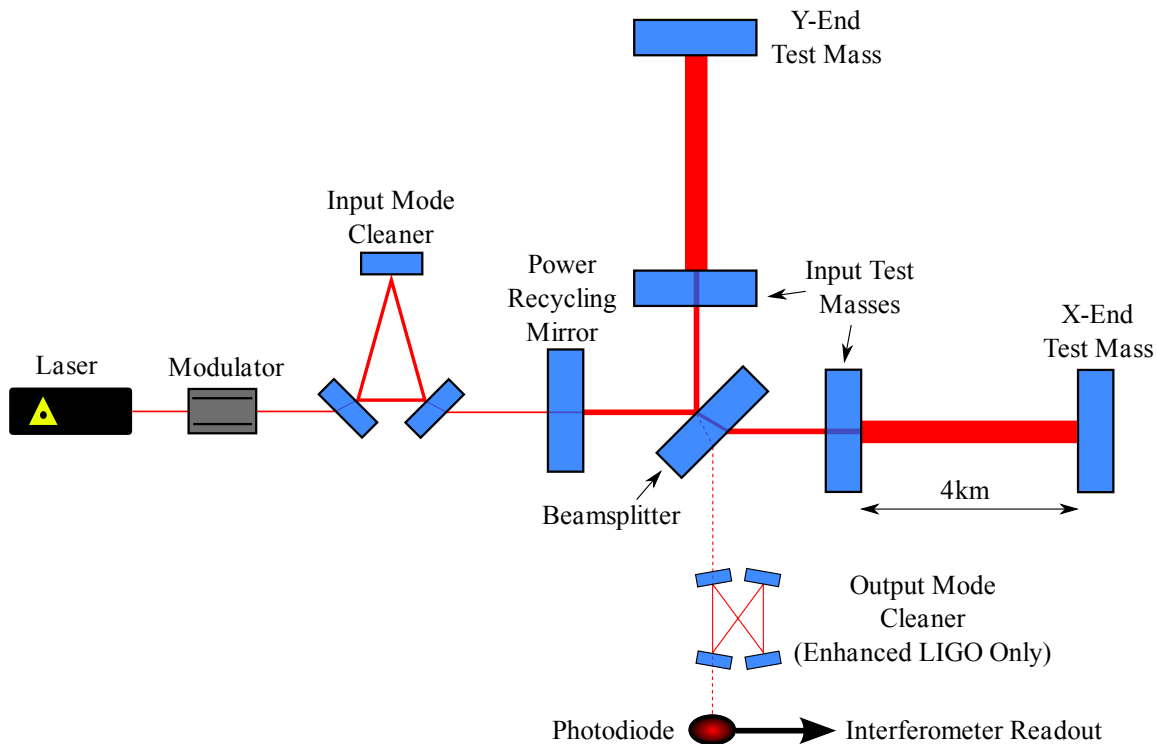 Y-End
Test Mass
Input Mode
Cleaner
Power
Recycling
Mirror
Input Test
Masses
X-End
Test Mass
Laser
Modulator
4km
Beamsplitter
Output Mode
Cleaner
(Enhanced LIGO Only)
Photodiode
Interferometer Readout